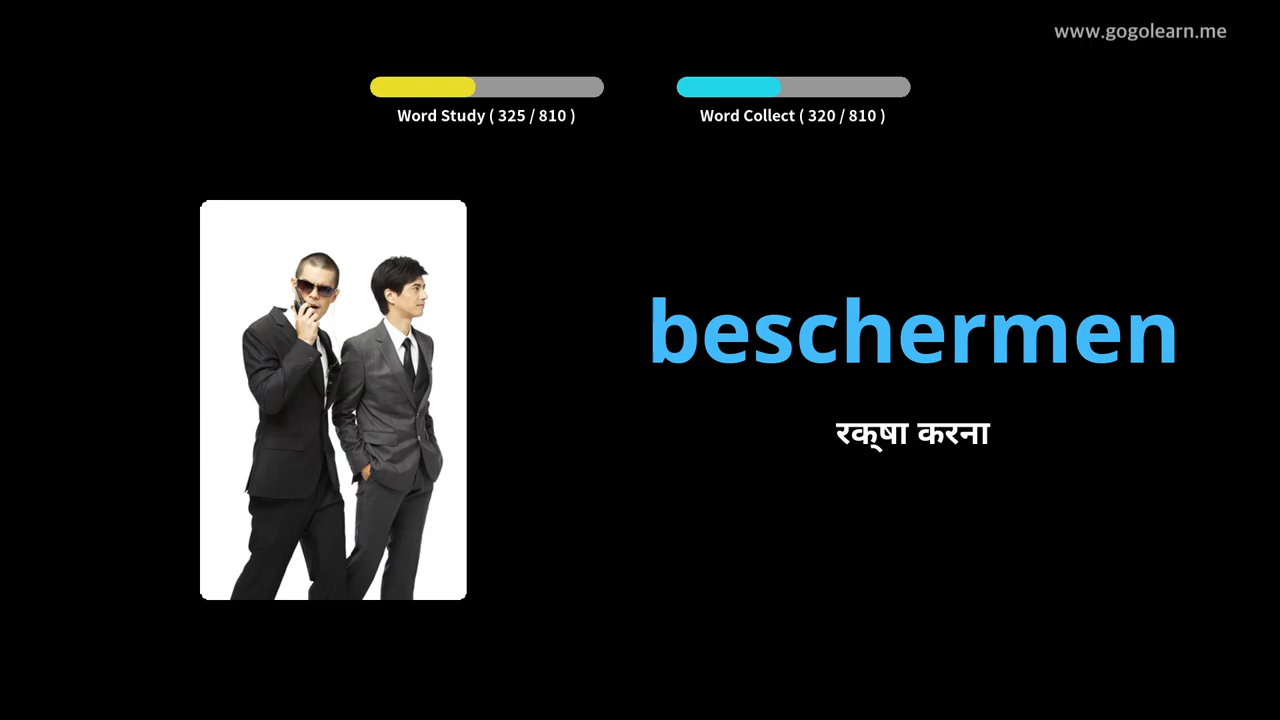 www.gogolearn.me
Word Study ( 325 / 810 )
Word Collect ( 320 / 810 )
beschermen
रक्षा करना